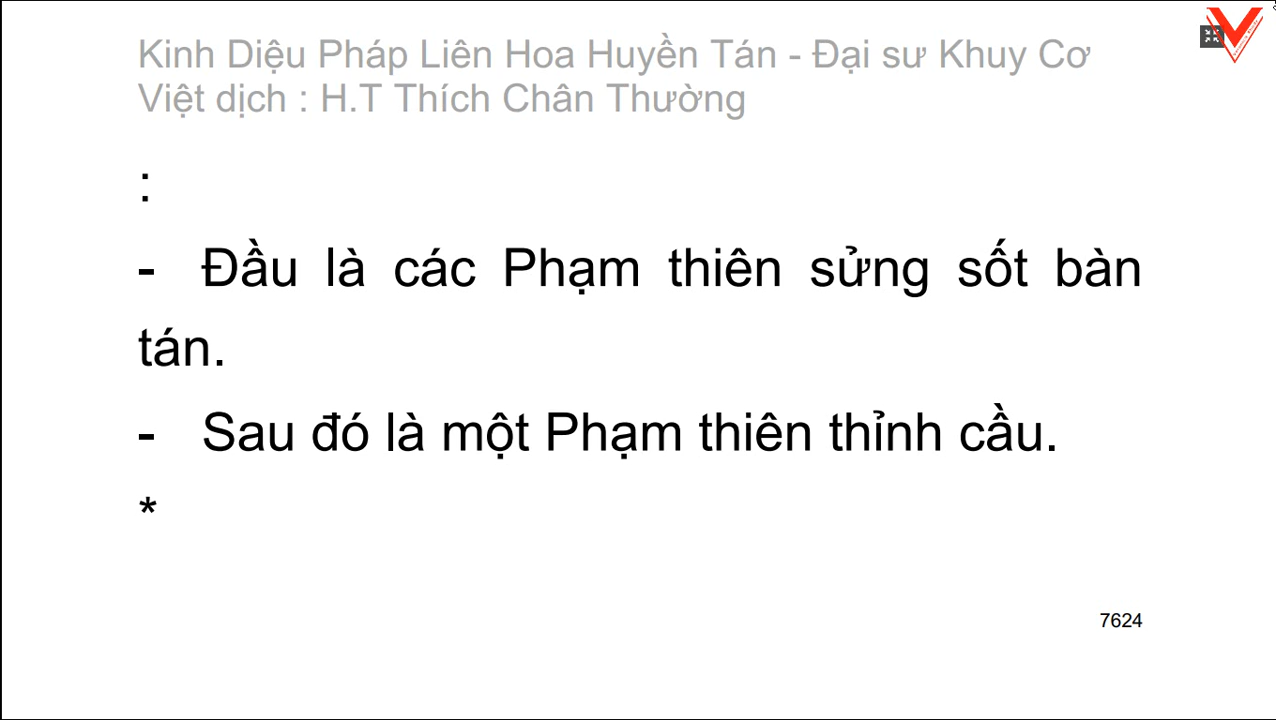 Kinh Diệu Pháp Liên Hoa Huyền Tán - Đại sư Khuy Cơ
Việt dịch : H.T Thích Chân Thường
:
- Đầu là các Phạm thiên sửng sốt bàn
tán.
- Sau đó là một Phạm thiên thỉnh cầu.
*
7624